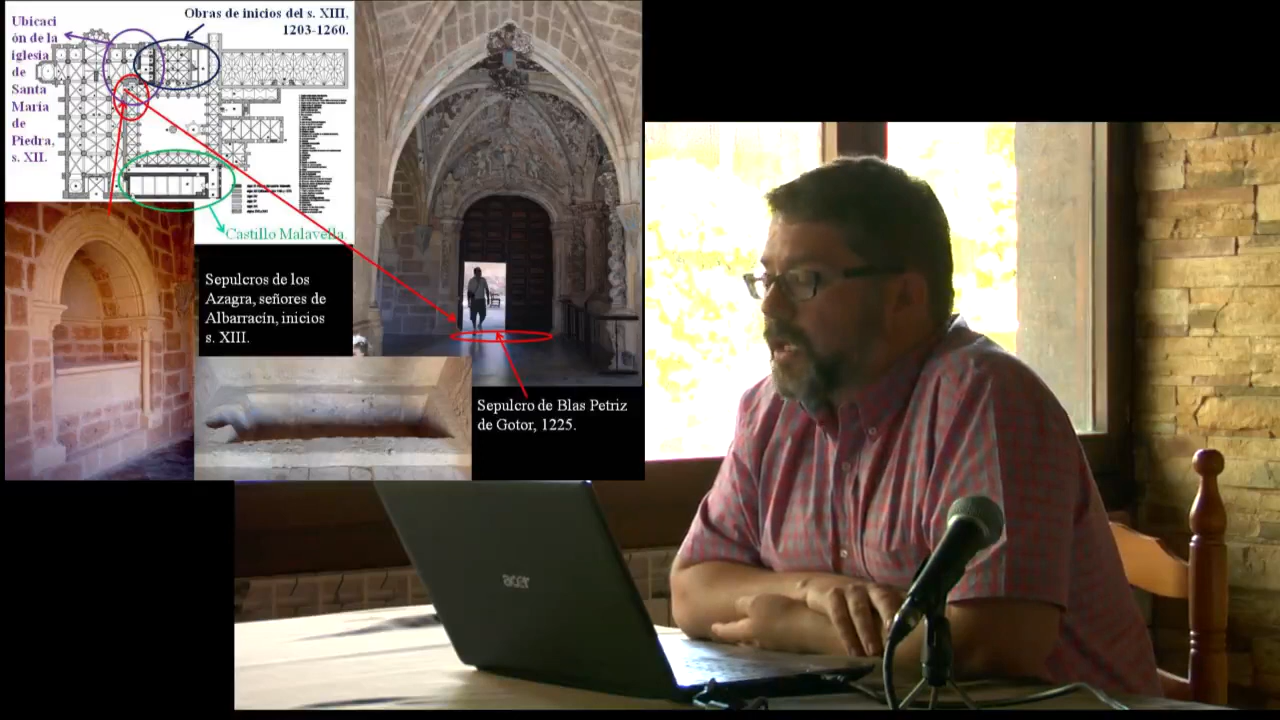 Ubicaci
ón de la
iglesia
de
Santa
María
de
Piedra,
s. XII.
Obras de inicios del s. XIII,
1203-1260.
Castillo Malavella.
Sepulcros de los
Azagra, señores de
Albarracín, inicios
s. XIII.
Sepulcro de Blas Petriz
de Gotor, 1225.
acer